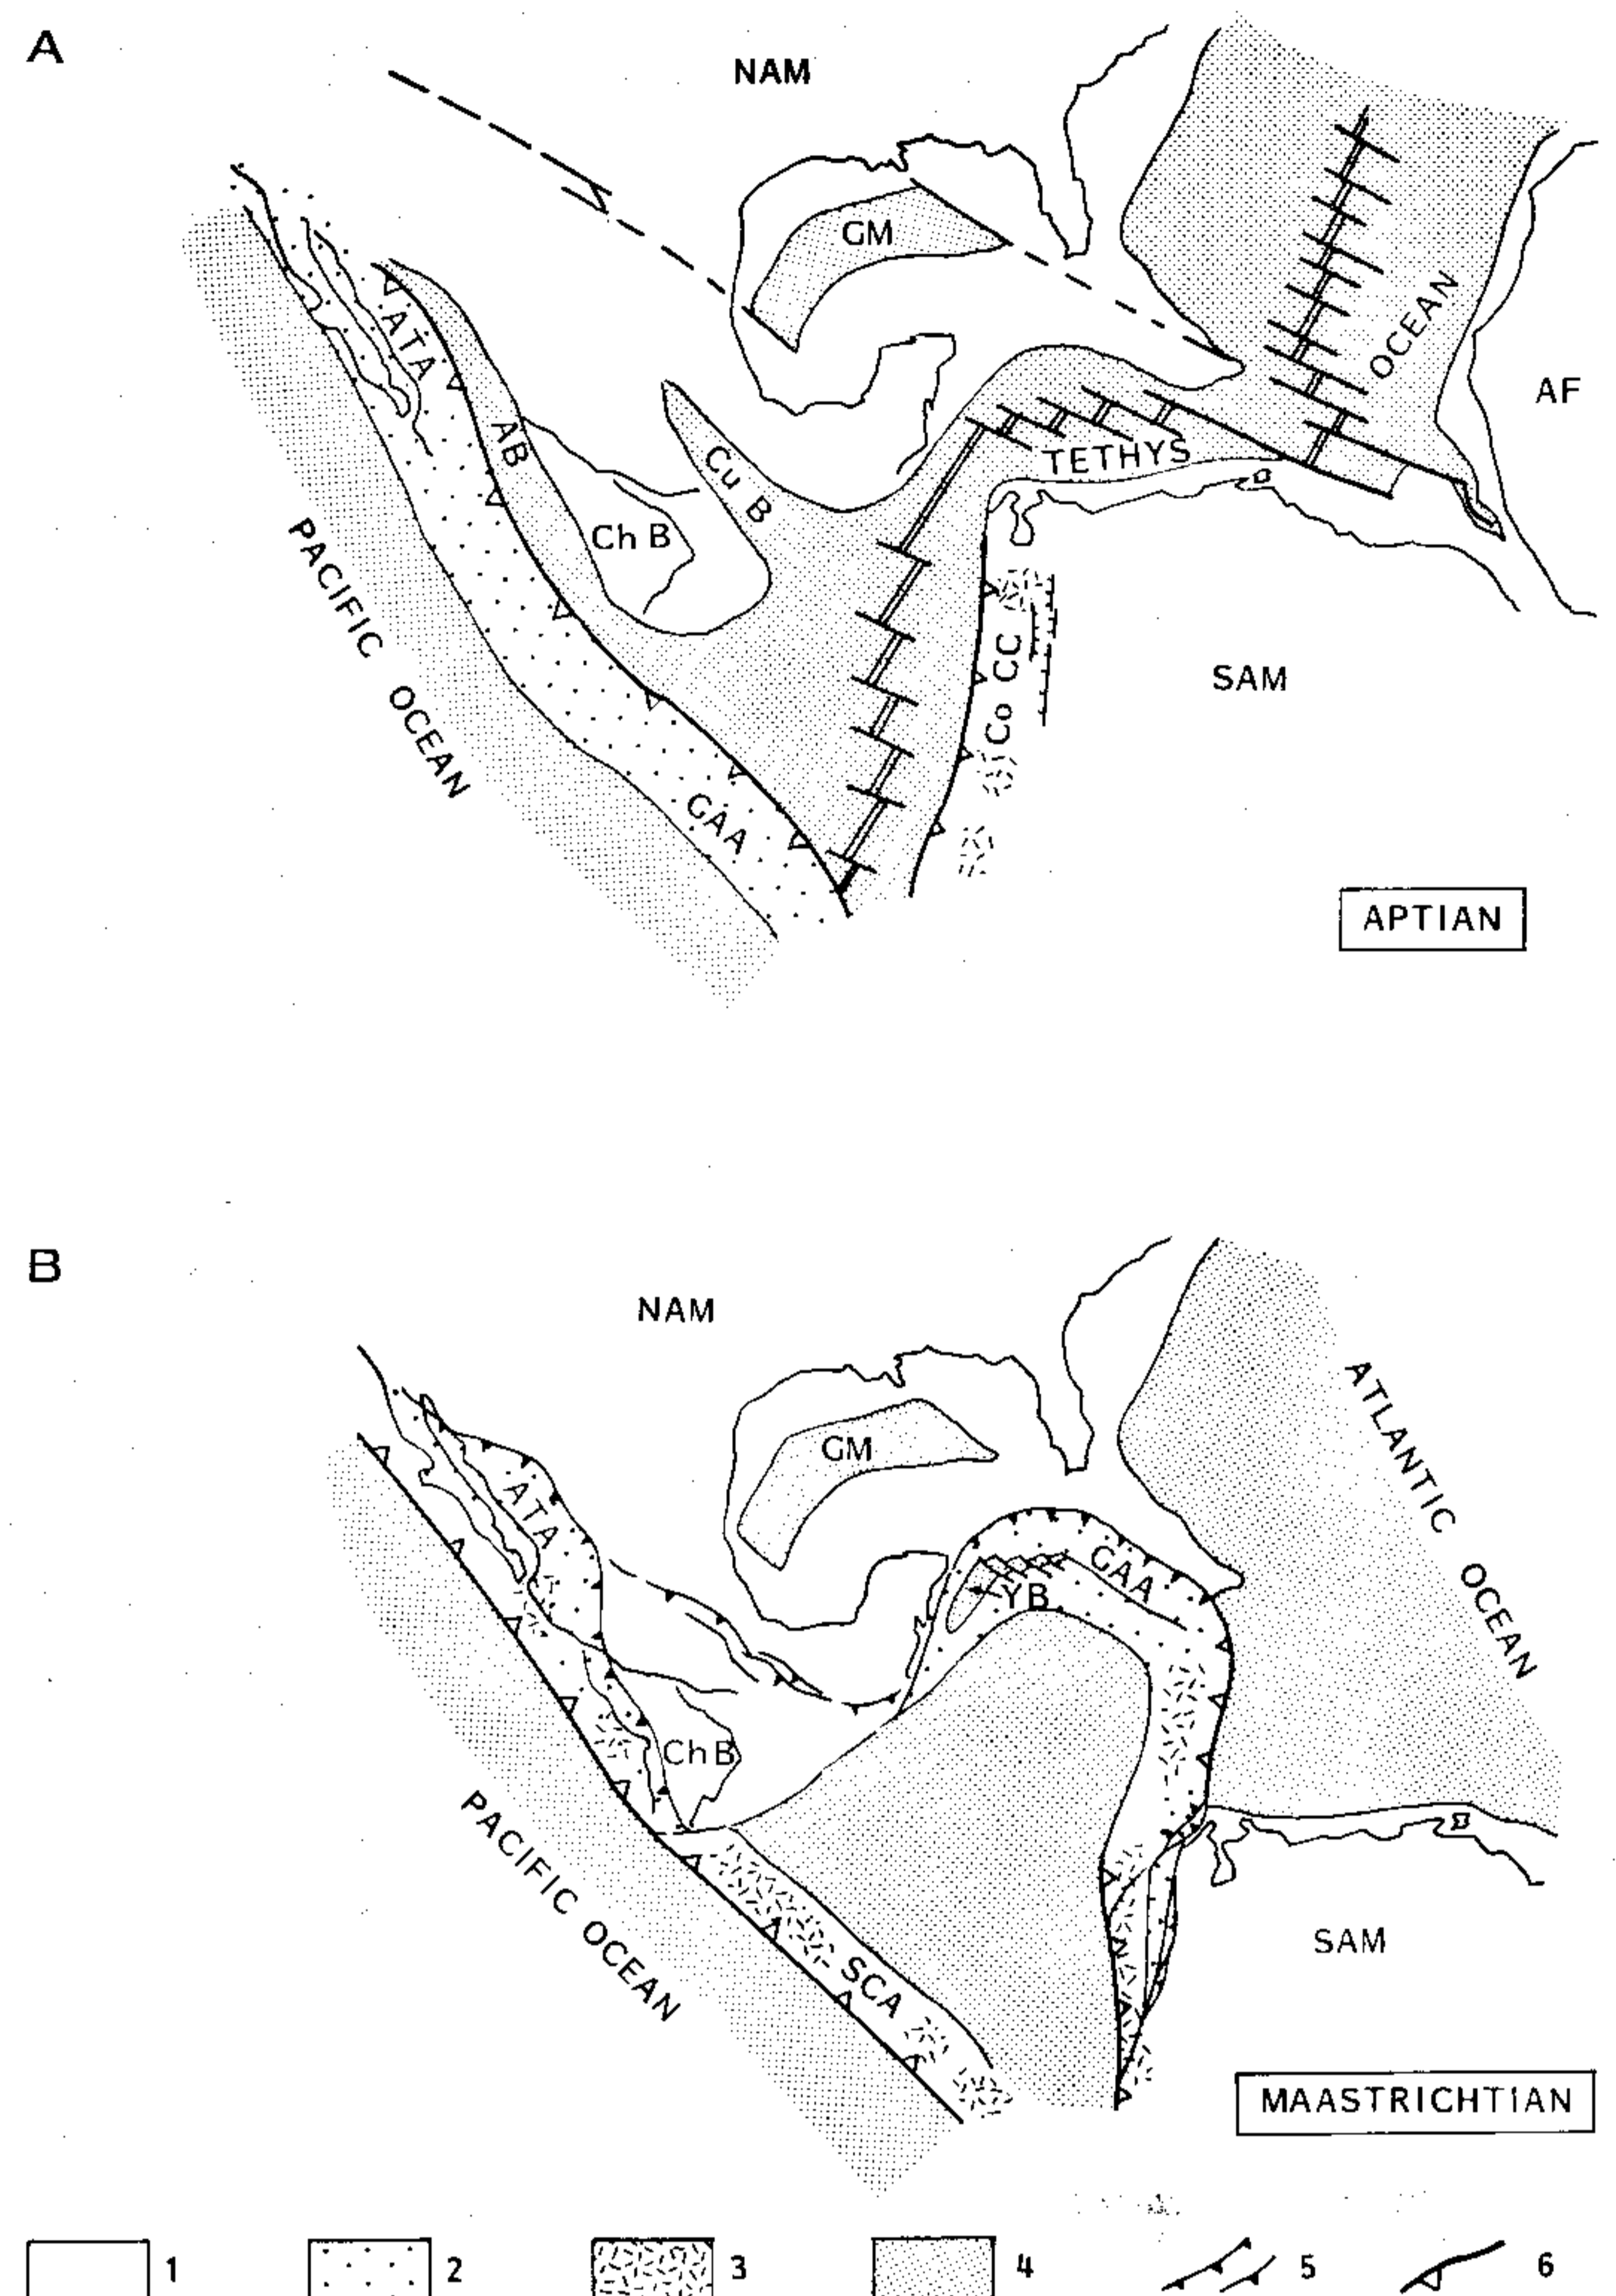 A
NAM
GM
ATA
OCEAN
AF
AB
Cu B
TETHYS
Ch B
PACIFIC OCEAN
Co CC
SAM
GAA
APTIAN
B
NAM
ATLANTIC OCEAN
GM
ATA
GAA
YB
Ch B
PACIFIC OCEAN
SCA
SAM
MAASTRICHTIAN
1 2 3 4 5 6